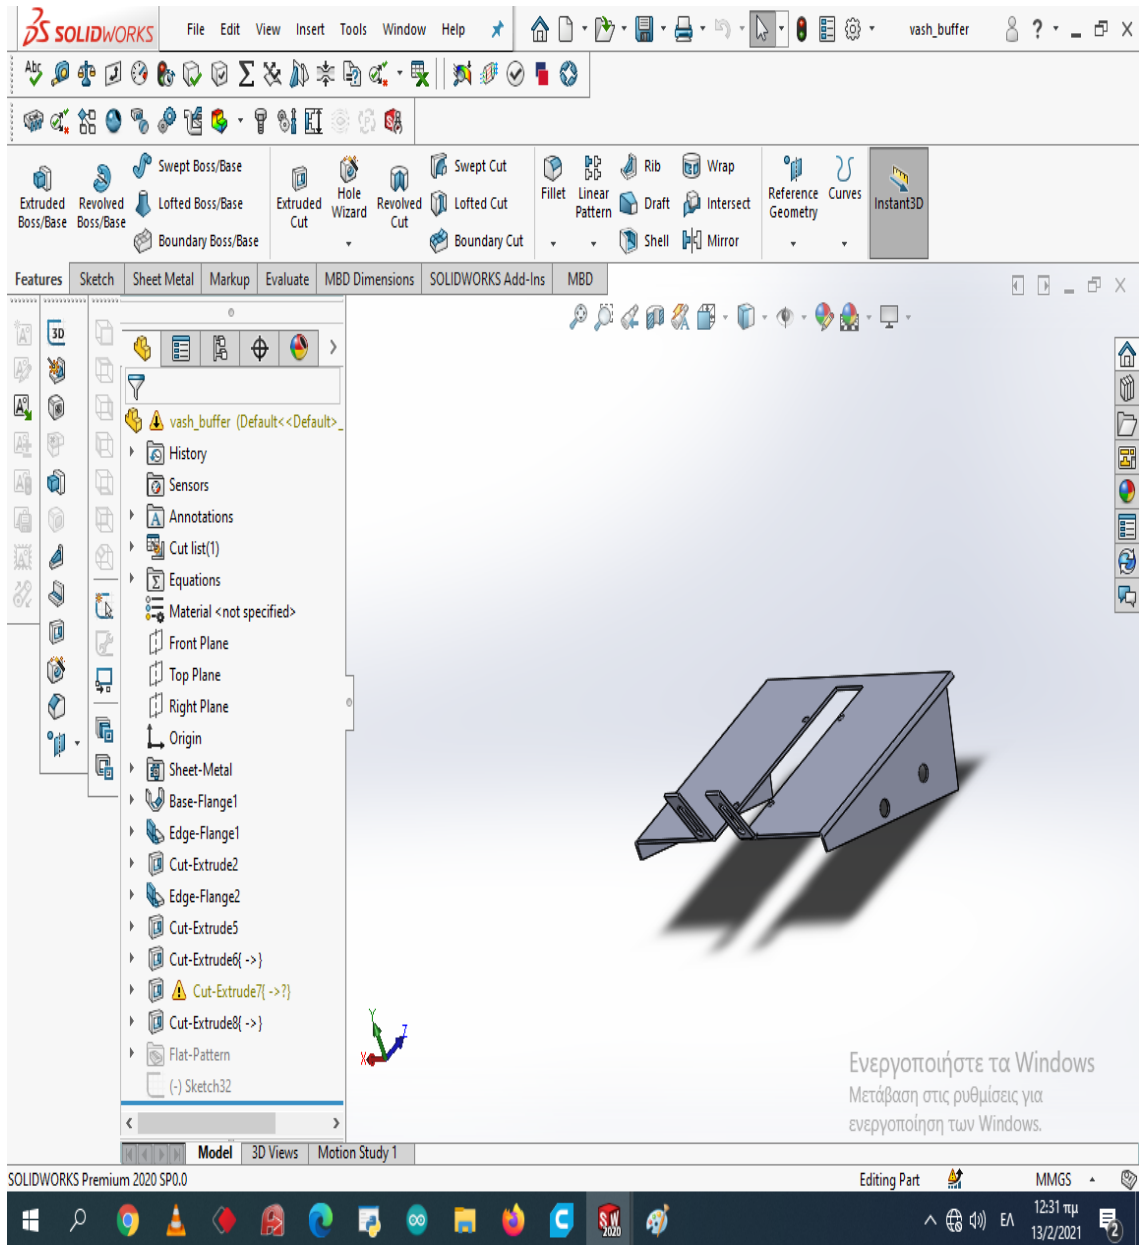 SOLIDWORKS File Edit View Insert Tools Window Help vash_buffer ?
Extruded Boss/Base
Revolved Boss/Base
Swept Boss/Base
Lofted Boss/Base
Boundary Boss/Base
Extruded Cut
Hole Wizard
Revolved Cut
Swept Cut
Lofted Cut
Boundary Cut
Fillet
Linear Pattern
Rib
Draft
Shell
Wrap
Intersect
Mirror
Reference Geometry
Curves
Instant3D
Features Sketch Sheet Metal Markup Evaluate MBD Dimensions SOLIDWORKS Add-Ins MBD
3D
vash_buffer (Default<<Default>_
History
Sensors
Annotations
Cut list(1)
Equations
Material <not specified>
Front Plane
Top Plane
Right Plane
Origin
Sheet-Metal
Base-Flange1
Edge-Flange1
Cut-Extrude2
Edge-Flange2
Cut-Extrude5
Cut-Extrude6{ ->}
Cut-Extrude7{ ->?}
Cut-Extrude8{ ->}
Flat-Pattern
(-) Sketch32
Y
Z
X
Ενεργοποιήστε τα Windows
Μετάβαση στις ρυθμίσεις για
ενεργοποίηση των Windows.
Model 3D Views Motion Study 1
SOLIDWORKS Premium 2020 SP0.0 Editing Part MMGS
SW 2020
ΕΛ
12:31 πμ
13/2/2021
2